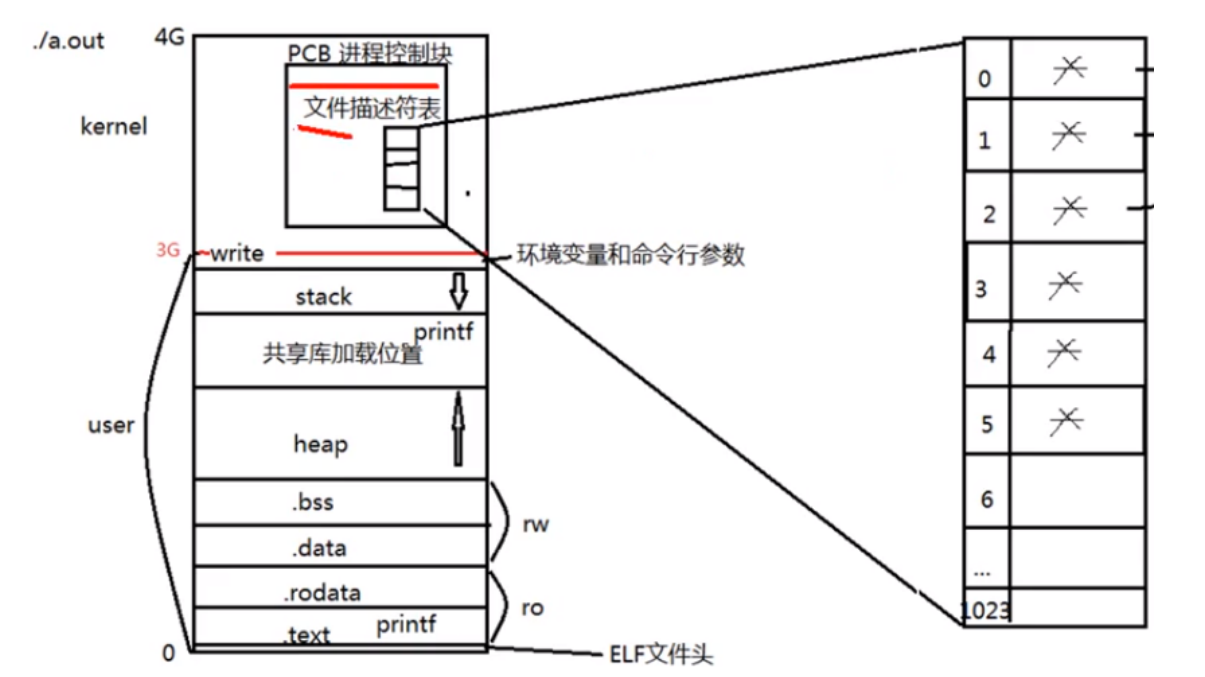 ./a.out
4G
PCB 进程控制块
文件描述符表
kernel
3G
write
环境变量和命令行参数
stack
printf
共享库加载位置
user
heap
.bss
rw
.data
.rodata
ro
.text
printf
0
ELF文件头
0
1
2
3
4
5
6
...
1023